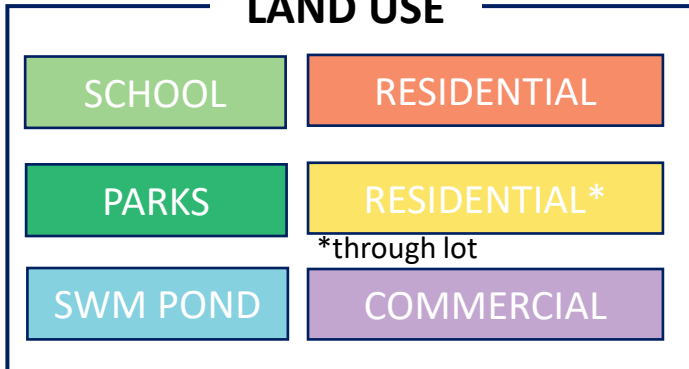 LAND USE
SCHOOL RESIDENTIAL
PARKS RESIDENTIAL*
*through lot
SWM POND COMMERCIAL